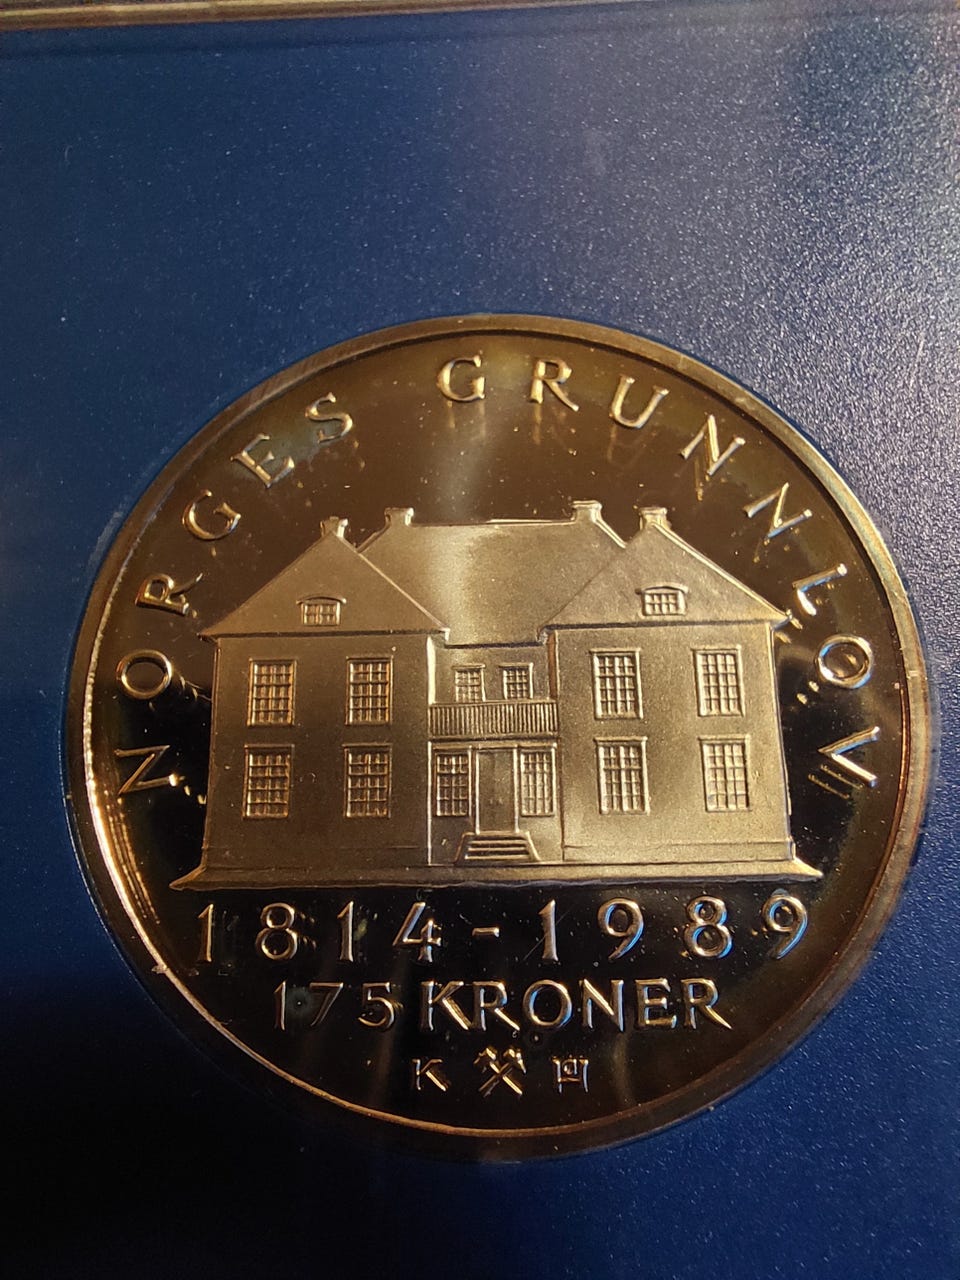 NORGES GRUNNLOV
1814-1989
175 KRONER
K